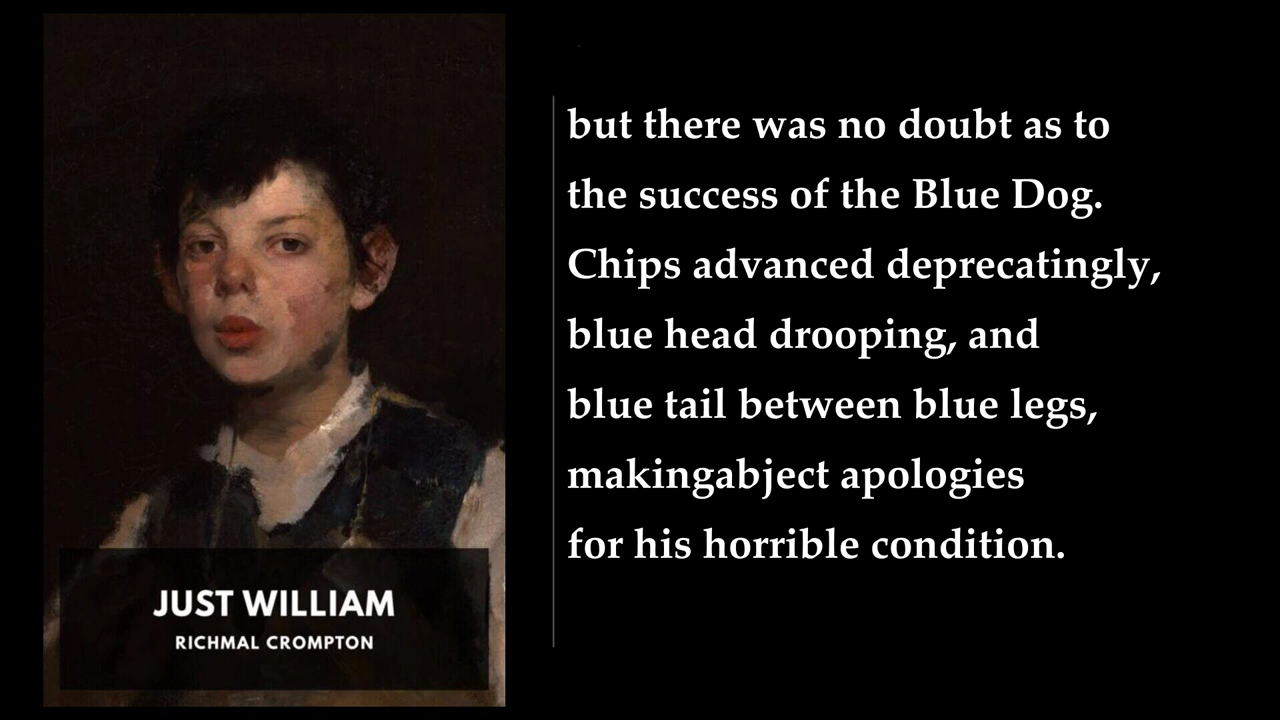 JUST WILLIAM
RICHMAL CROMPTON
but there was no doubt as to
the success of the Blue Dog.
Chips advanced deprecatingly,
blue head drooping, and
blue tail between blue legs,
makingabject apologies
for his horrible condition.